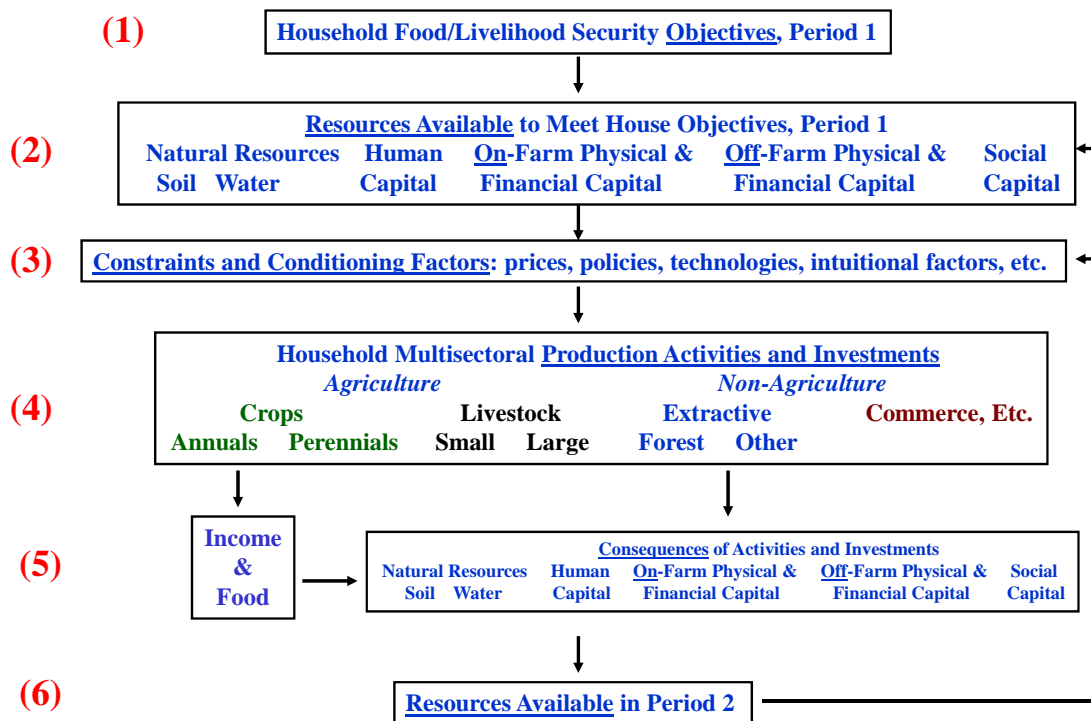 (1)
Household Food/Livelihood Security Objectives, Period 1
(2)
Resources Available to Meet House Objectives, Period 1
Natural Resources Human On-Farm Physical & Off-Farm Physical & Social
Soil Water Capital Financial Capital Financial Capital Capital
(3)
Constraints and Conditioning Factors: prices, policies, technologies, intuitional factors, etc.
(4)
Household Multisectoral Production Activities and Investments
Agriculture Non-Agriculture
Crops Livestock Extractive Commerce, Etc.
Annuals Perennials Small Large Forest Other
(5)
Income
&
Food
Consequences of Activities and Investments
Natural Resources Human On-Farm Physical & Off-Farm Physical & Social
Soil Water Capital Financial Capital Financial Capital Capital
(6)
Resources Available in Period 2